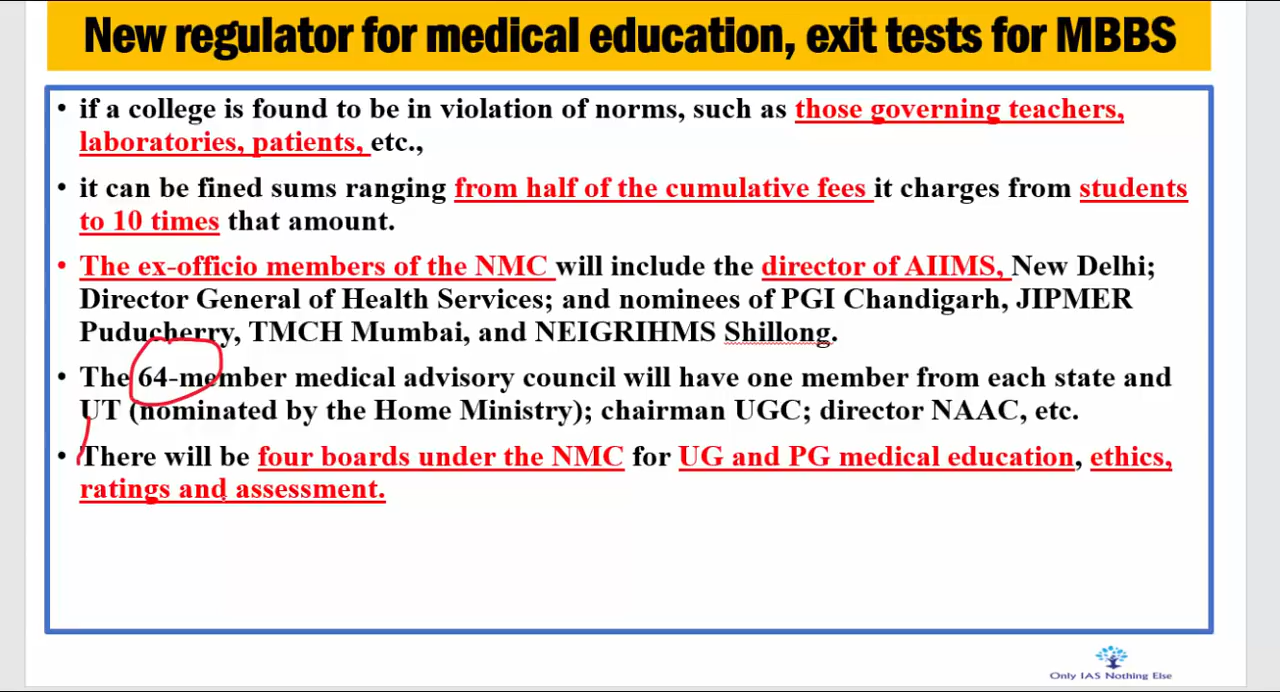 New regulator for medical education, exit tests for MBBS
• if a college is found to be in violation of norms, such as those governing teachers,
laboratories, patients, etc.,
• it can be fined sums ranging from half of the cumulative fees it charges from students
to 10 times that amount.
• The ex-officio members of the NMC will include the director of AIIMS, New Delhi;
Director General of Health Services; and nominees of PGI Chandigarh, JIPMER
Puducherry, TMCH Mumbai, and NEIGRIHMS Shillong.
• The 64-member medical advisory council will have one member from each state and
UT (nominated by the Home Ministry); chairman UGC; director NAAC, etc.
• There will be four boards under the NMC for UG and PG medical education, ethics,
ratings and assessment.
Only IAS Nothing Else